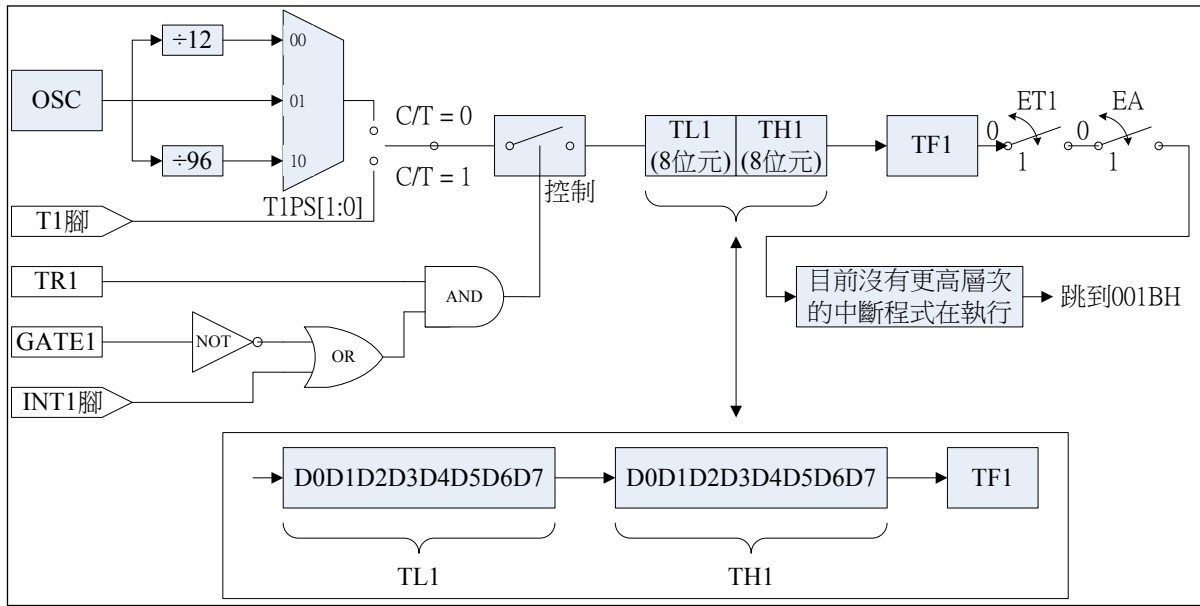 ÷12
00
OSC
01
÷96
10
T1PS[1:0]
C/T = 0
C/T = 1
控制
TL1
(8位元)
TH1
(8位元)
TF1
ET1
0
1
EA
0
1
T1腳
TR1
AND
GATE1
NOT
OR
INT1腳
目前沒有更高層次
的中斷程式在執行
跳到001BH
D0D1D2D3D4D5D6D7
D0D1D2D3D4D5D6D7
TF1
TL1
TH1